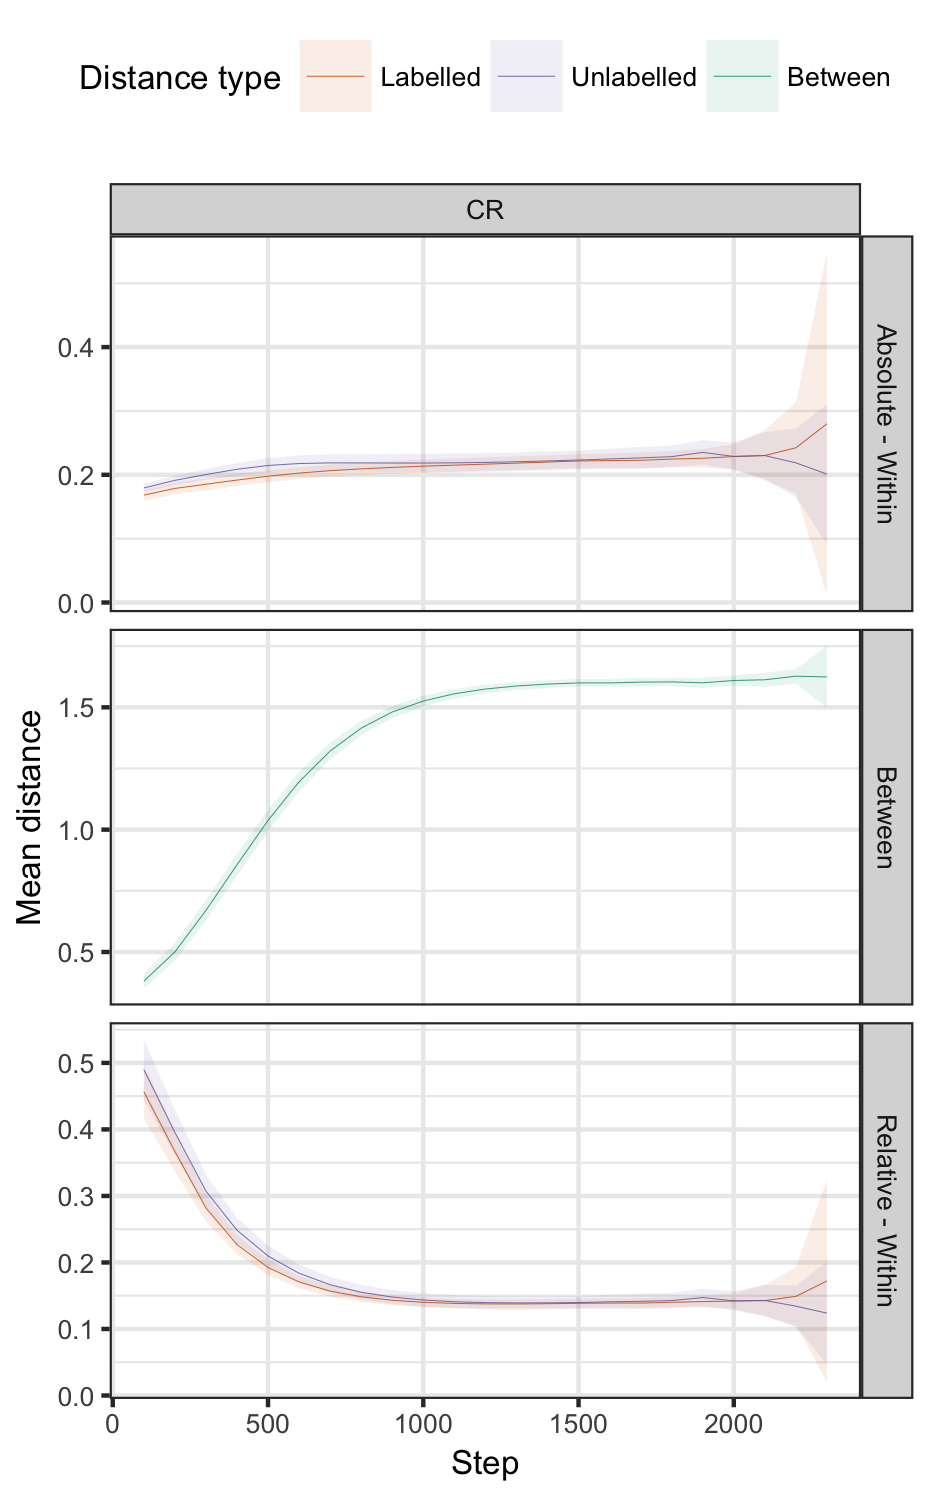 Distance type Labelled Unlabelled Between
CR
0.4
0.2
0.0
Absolute - Within
Mean distance
1.5
1.0
0.5
Between
0.5
0.4
0.3
0.2
0.1
0.0
Relative - Within
0 500 1000 1500 2000
Step